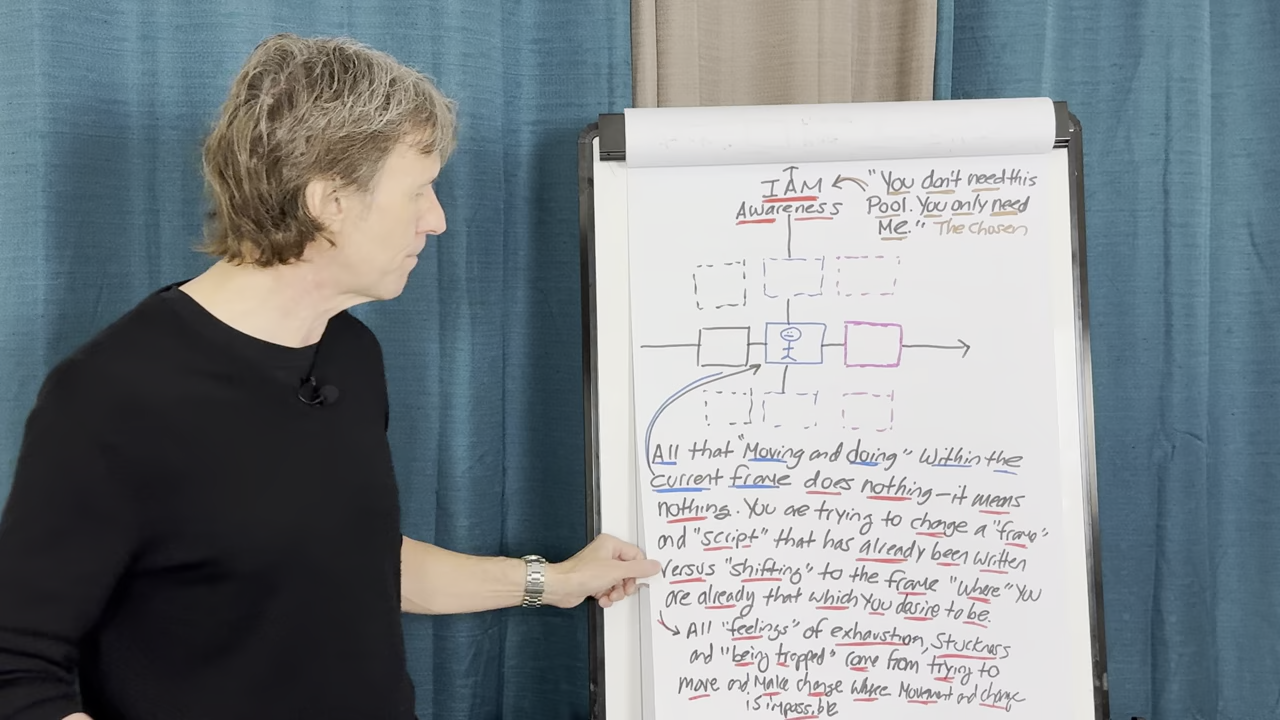 I AM
Awareness
"You don't need this
Pool. You only need
Me." The Chosen
All that "Moving and doing" within the
current frame does nothing - it means
nothing. You are trying to change a "frame"
and "script" that has already been written
versus "shifting" to the frame "where" You
are already that which You desire to be.
All "feelings" of exhaustion, Stuckness
and "being trapped" come from trying to
move and Make change where Movement and change
is impossible